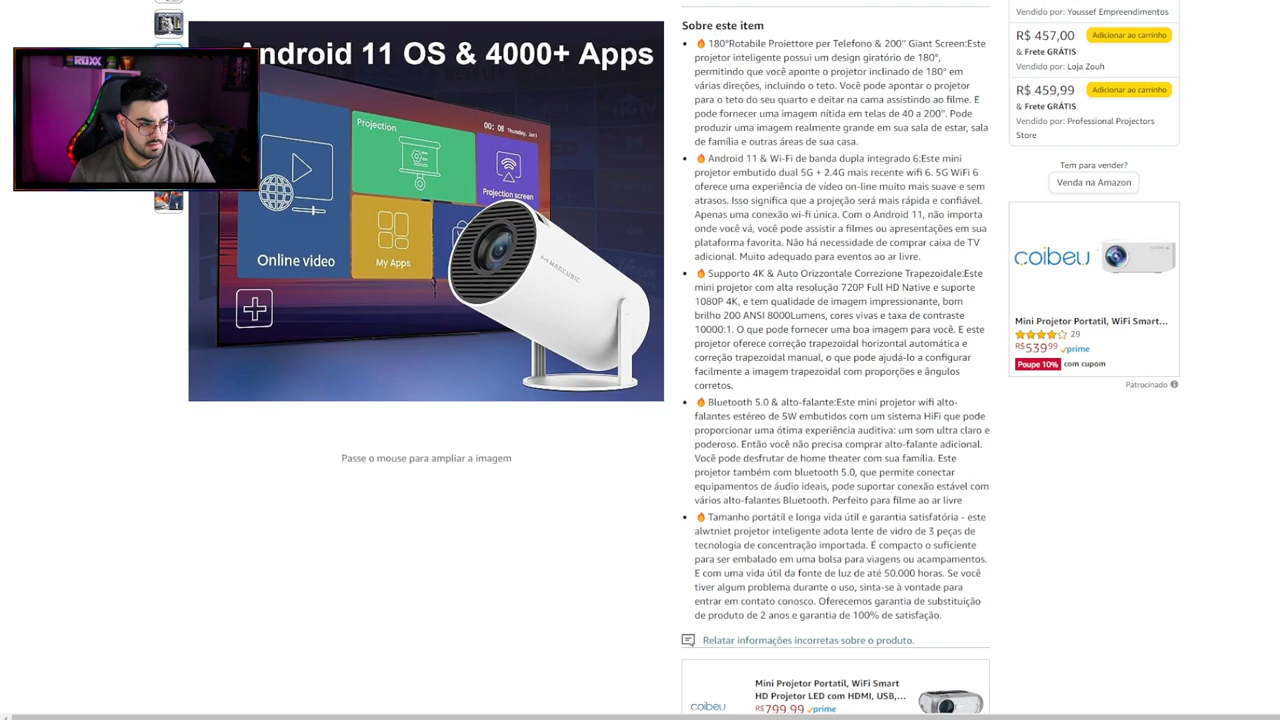 Android 11 OS & 4000+ Apps
ROXX
Projection
00: 08 Thursday, Jan1
Projection screen
Online video
My Apps
MAGCUBIC
Passe o mouse para ampliar a imagem
Sobre este item
🔥 180°Rotabile Proiettore per Telefono & 200'' Giant Screen:Este
projetor inteligente possui um design giratório de 180°,
permitindo que você aponte o projetor inclinado de 180° em
várias direções, incluindo o teto. Você pode apontar o projetor
para o teto do seu quarto e deitar na cama assistindo ao filme. E
pode fornecer uma imagem nítida em telas de 40 a 200''. Pode
produzir uma imagem realmente grande em sua sala de estar, sala
de família e outras áreas de sua casa.
🔥 Android 11 & Wi-Fi de banda dupla integrado 6:Este mini
projetor embutido dual 5G + 2.4G mais recente wifi 6. 5G WiFi 6
oferece uma experiência de vídeo on-line muito mais suave e sem
atrasos. Isso significa que a projeção será mais rápida e confiável.
Apenas uma conexão wi-fi única. Com o Android 11, não importa
onde você vá, você pode assistir a filmes ou apresentações em sua
plataforma favorita. Não há necessidade de comprar caixa de TV
adicional. Muito adequado para eventos ao ar livre.
🔥 Supporto 4K & Auto Orizzontale Correzione Trapezoidale:Este
mini projetor com alta resolução 720P Full HD Native e suporte
1080P 4K, e tem qualidade de imagem impressionante, bom
brilho 200 ANSI 8000Lumens, cores vivas e taxa de contraste
10000:1. O que pode fornecer uma boa imagem para você. E este
projetor oferece correção trapezoidal horizontal automática e
correção trapezoidal manual, o que pode ajudá-lo a configurar
facilmente a imagem trapezoidal com proporções e ângulos
corretos.
🔥 Bluetooth 5.0 & alto-falante:Este mini projetor wifi alto-
falantes estéreo de 5W embutidos com um sistema HiFi que pode
proporcionar uma ótima experiência auditiva: um som ultra claro e
poderoso. Então você não precisa comprar alto-falante adicional.
Você pode desfrutar de home theater com sua família. Este
projetor também com bluetooth 5.0, que permite conectar
equipamentos de áudio ideais, pode suportar conexão estável com
vários alto-falantes Bluetooth. Perfeito para filme ao ar livre
🔥 Tamanho portátil e longa vida útil e garantia satisfatória - este
alwtniet projetor inteligente adota lente de vidro de 3 peças de
tecnologia de concentração importada. É compacto o suficiente
para ser embalado em uma bolsa para viagens ou acampamentos.
E com uma vida útil da fonte de luz de até 50.000 horas. Se você
tiver algum problema durante o uso, sinta-se à vontade para
entrar em contato conosco. Oferecemos garantia de substituição
de produto de 2 anos e garantia de 100% de satisfação.
Relatar informações incorretas sobre o produto.
coibeu
Mini Projetor Portatil, WiFi Smart
HD Projetor LED com HDMI, USB,...
R$799,99 prime
Vendido por: Youssef Empreendimentos
R$ 457,00 Adicionar ao carrinho
& Frete GRÁTIS
Vendido por: Loja Zouh
R$ 459,99 Adicionar ao carrinho
& Frete GRÁTIS
Vendido por: Professional Projectors
Store
Tem para vender?
Venda na Amazon
coibeu
Mini Projetor Portatil, WiFi Smart...
29
R$539,99 prime
Poupe 10% com cupom
Patrocinado